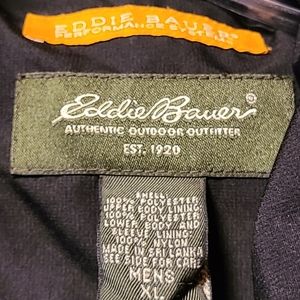 EDDIE BAUER
PERFORMANCE SYSTEMS
Eddie Bauer®
AUTHENTIC OUTDOOR OUTFITTER
EST. 1920
SHELL:
100% POLYESTER
LINING:
100% POLYESTER
LOWER BODY AND
SLEEVE LINING:
100% NYLON
MADE IN SRI LANKA
SEE SIDE FOR CARE
MENS
XL